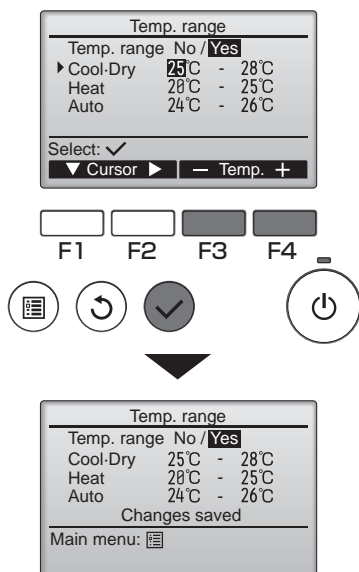 Temp. range
Temp. range No / Yes
Cool·Dry 25°C - 28°C
Heat 20°C - 25°C
Auto 24°C - 26°C
Select: ✓
▼ Cursor ▶ − Temp. +
F1 F2 F3 F4
Temp. range
Temp. range No / Yes
Cool·Dry 25°C - 28°C
Heat 20°C - 25°C
Auto 24°C - 26°C
Changes saved
Main menu: